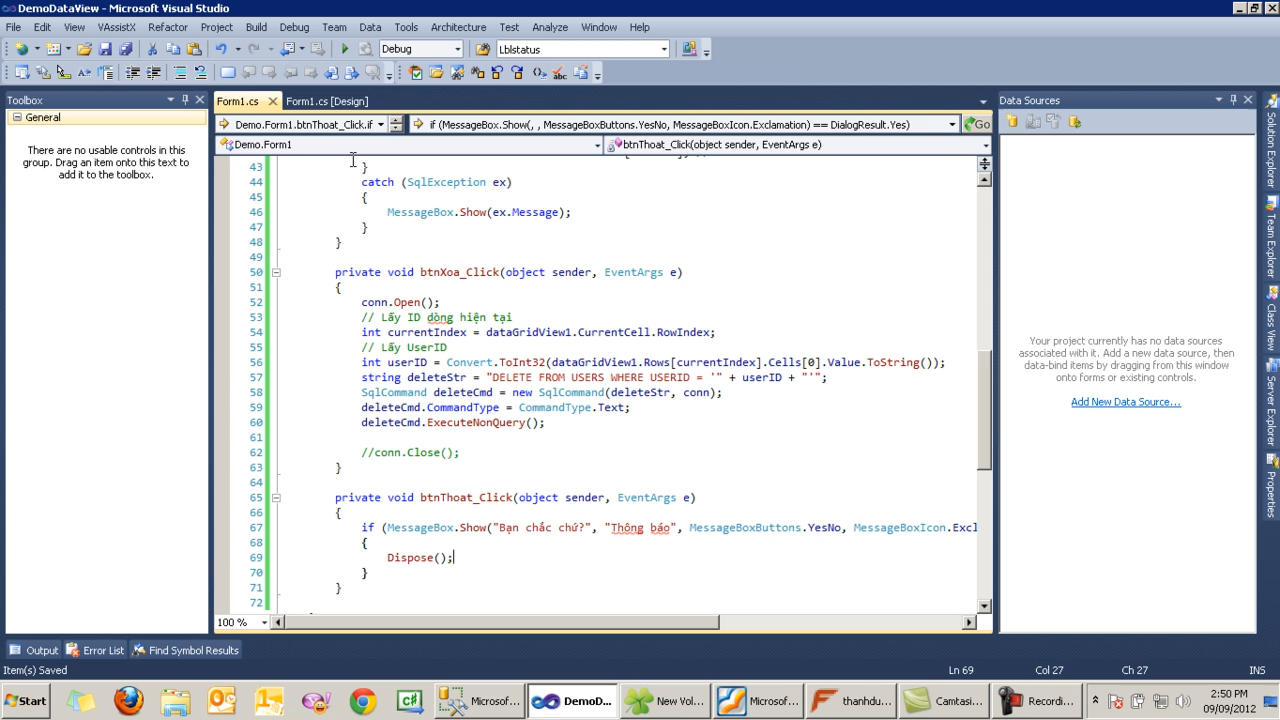 DemoDataView - Microsoft Visual Studio
File Edit View VAssistX Refactor Project Build Debug Team Data Tools Architecture Test Analyze Window Help
Debug Lblstatus
Toolbox
Form1.cs Form1.cs [Design]
Data Sources
General
Demo.Form1.btnThoat_Click.if if (MessageBox.Show(, , MessageBoxButtons.YesNo, MessageBoxIcon.Exclamation) == DialogResult.Yes) Go
Demo.Form1 btnThoat_Click(object sender, EventArgs e)
There are no usable controls in this
group. Drag an item onto this text to
add it to the toolbox.
43 }
44 catch (SqlException ex)
45 {
46 MessageBox.Show(ex.Message);
47 }
48 }
49
50 private void btnXoa_Click(object sender, EventArgs e)
51 {
52 conn.Open();
53 // Lấy ID dòng hiện tại
54 int currentIndex = dataGridView1.CurrentCell.RowIndex;
55 // Lấy UserID
56 int userID = Convert.ToInt32(dataGridView1.Rows[currentIndex].Cells[0].Value.ToString());
57 string deleteStr = "DELETE FROM USERS WHERE USERID = '" + userID + "'";
58 SqlCommand deleteCmd = new SqlCommand(deleteStr, conn);
59 deleteCmd.CommandType = CommandType.Text;
60 deleteCmd.ExecuteNonQuery();
61
62 //conn.Close();
63 }
64
65 private void btnThoat_Click(object sender, EventArgs e)
66 {
67 if (MessageBox.Show("Bạn chắc chứ?", "Thông báo", MessageBoxButtons.YesNo, MessageBoxIcon.Excl
68 {
69 Dispose();
70 }
71 }
72
100 %
Your project currently has no data sources
associated with it. Add a new data source, then
data-bind items by dragging from this window
onto forms or existing controls.
Add New Data Source...
Solution Explorer
Team Explorer
Class View
Server Explorer
Properties
Output Error List Find Symbol Results
Item(s) Saved Ln 69 Col 27 Ch 27 INS
Start Microsof... DemoD... New Vol... Microsof... thanhdu... Camtasi... Recordi... 2:50 PM
09/09/2012